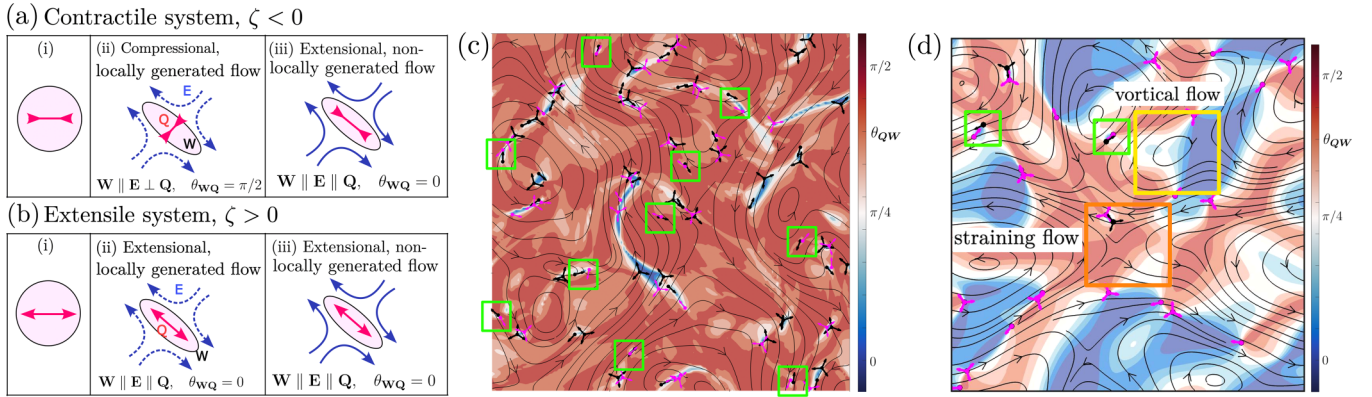 (a) Contractile system, ζ < 0
(i)
(ii) Compressional,
locally generated flow
E
Q
W
W ∥ E ⊥ Q, θ_WQ = π/2
(iii) Extensional, non-
locally generated flow
W ∥ E ∥ Q, θ_WQ = 0
(b) Extensile system, ζ > 0
(i)
(ii) Extensional,
locally generated flow
E
Q
W
W ∥ E ∥ Q, θ_WQ = 0
(iii) Extensional, non-
locally generated flow
W ∥ E ∥ Q, θ_WQ = 0
(c)
π/2
θ_QW
π/4
0
(d)
vortical flow
straining flow
π/2
θ_QW
π/4
0